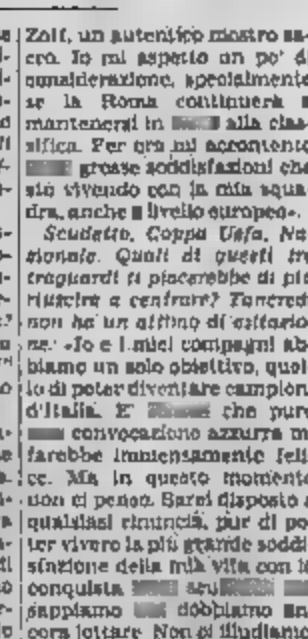 Zoff, un autentico mostro sa-
cro. Io mi aspetto un po' di
considerazione, specialmente
se la Roma continuerà a
mantenersi in alla clas-
sifica. Per ora mi accontento
grosse soddisfazioni che
sto vivendo con la mia squa-
dra, anche livello europeo».
Scudetto, Coppa Uefa, Na-
zionale. Quali di questi tre
traguardi ti piacerebbe di più
riuscire a centrare? Tancredi
non ha un attimo di esitazio-
ne: «Io e i miei compagni ab-
biamo un solo obiettivo, quel-
lo di poter diventare campioni
d'Italia. E' che pure
convocazione azzurra mi
farebbe immensamente feli-
ce. Ma in questo momento
non ci penso. Sarei disposto a
qualsiasi rinuncia, pur di po-
ter vivere la più grande soddi-
sfazione della mia vita con la
conquista
sappiamo dobbiamo an-
cora lottare. Non ci illudiamo